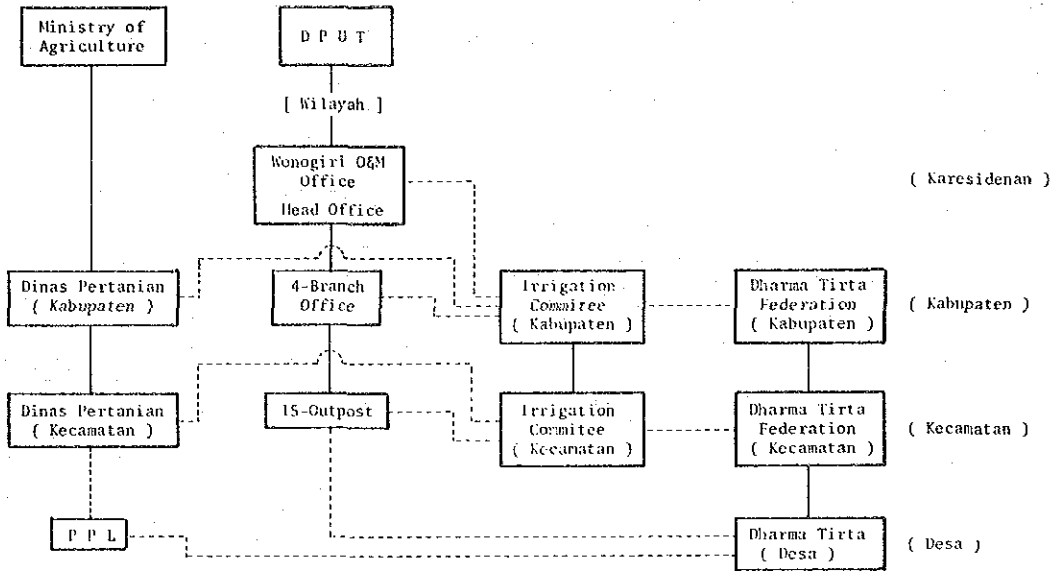 Ministry of
Agriculture
D P U T
[ Wilayah ]
Wonogiri O&M
Office
Head Office
( Karesidenan )
Dinas Pertanian
( Kabupaten )
4-Branch
Office
Irrigation
Commitee
( Kabupaten )
Dharma Tirta
Federation
( Kabupaten )
( Kabupaten )
Dinas Pertanian
( Kecamatan )
15-Outpost
Irrigation
Commitee
( Kecamatan )
Dharma Tirta
Federation
( Kecamatan )
( Kecamatan )
P P L
Dharma Tirta
( Desa )
( Desa )